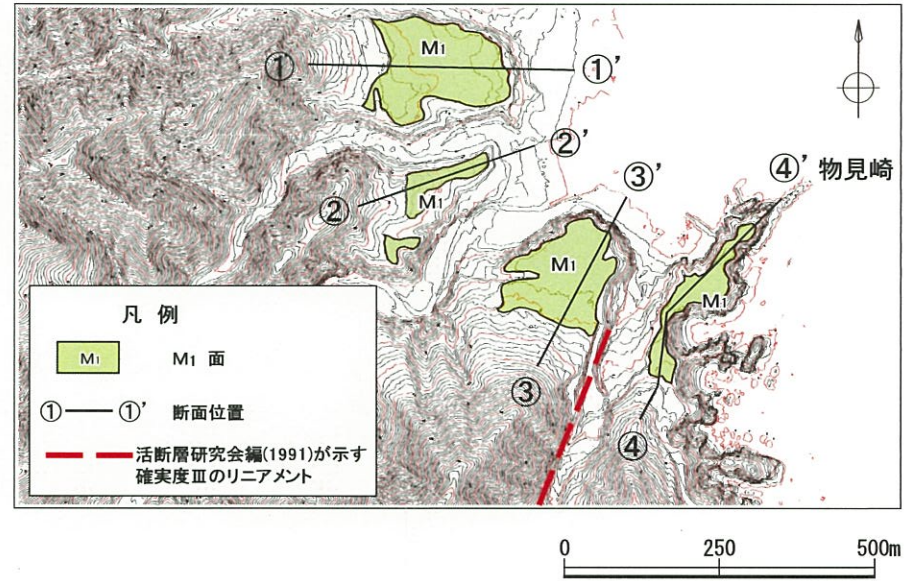 M1
① ①'
②'
② M1
③'
④' 物見崎
M1
M1
③
④
凡 例
M1 M1 面
① ①' 断面位置
活断層研究会編(1991)が示す
確実度Ⅲのリニアメント
0 250 500m